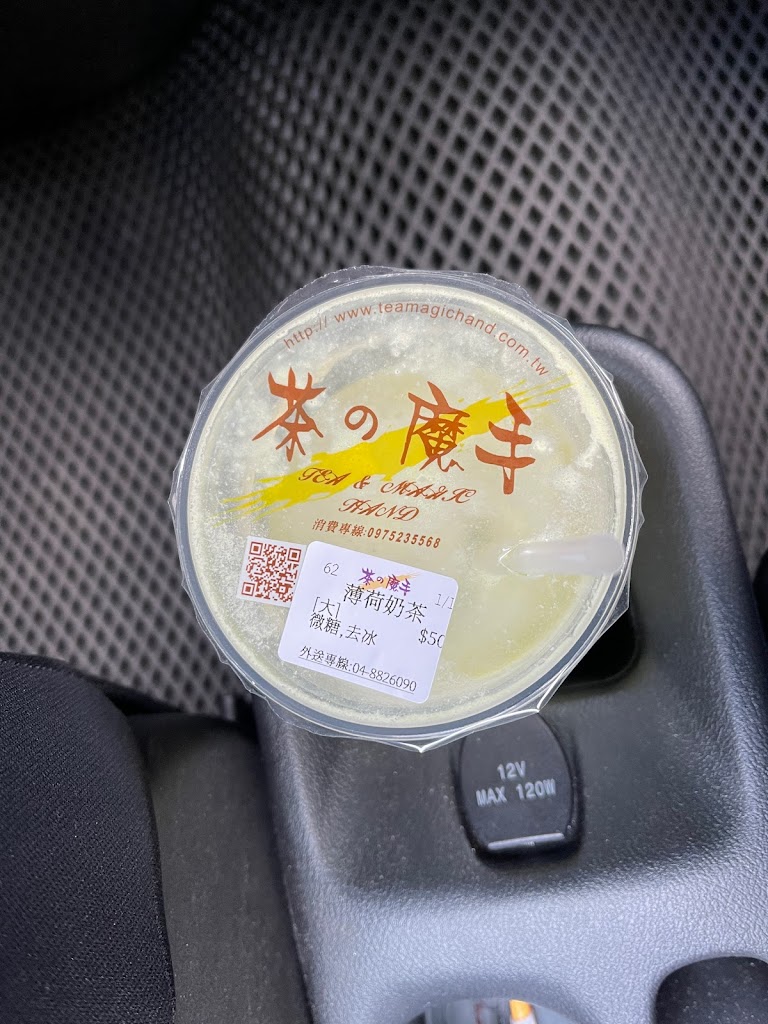 http:// www.teamagichand.com.tw
茶の魔手
TEA & MAGIC
HAND
消費專線:0975235568
62 茶の魔手 1/1
薄荷奶茶
[大] $50
微糖,去冰
外送專線:04-8826090
12V
MAX 120W